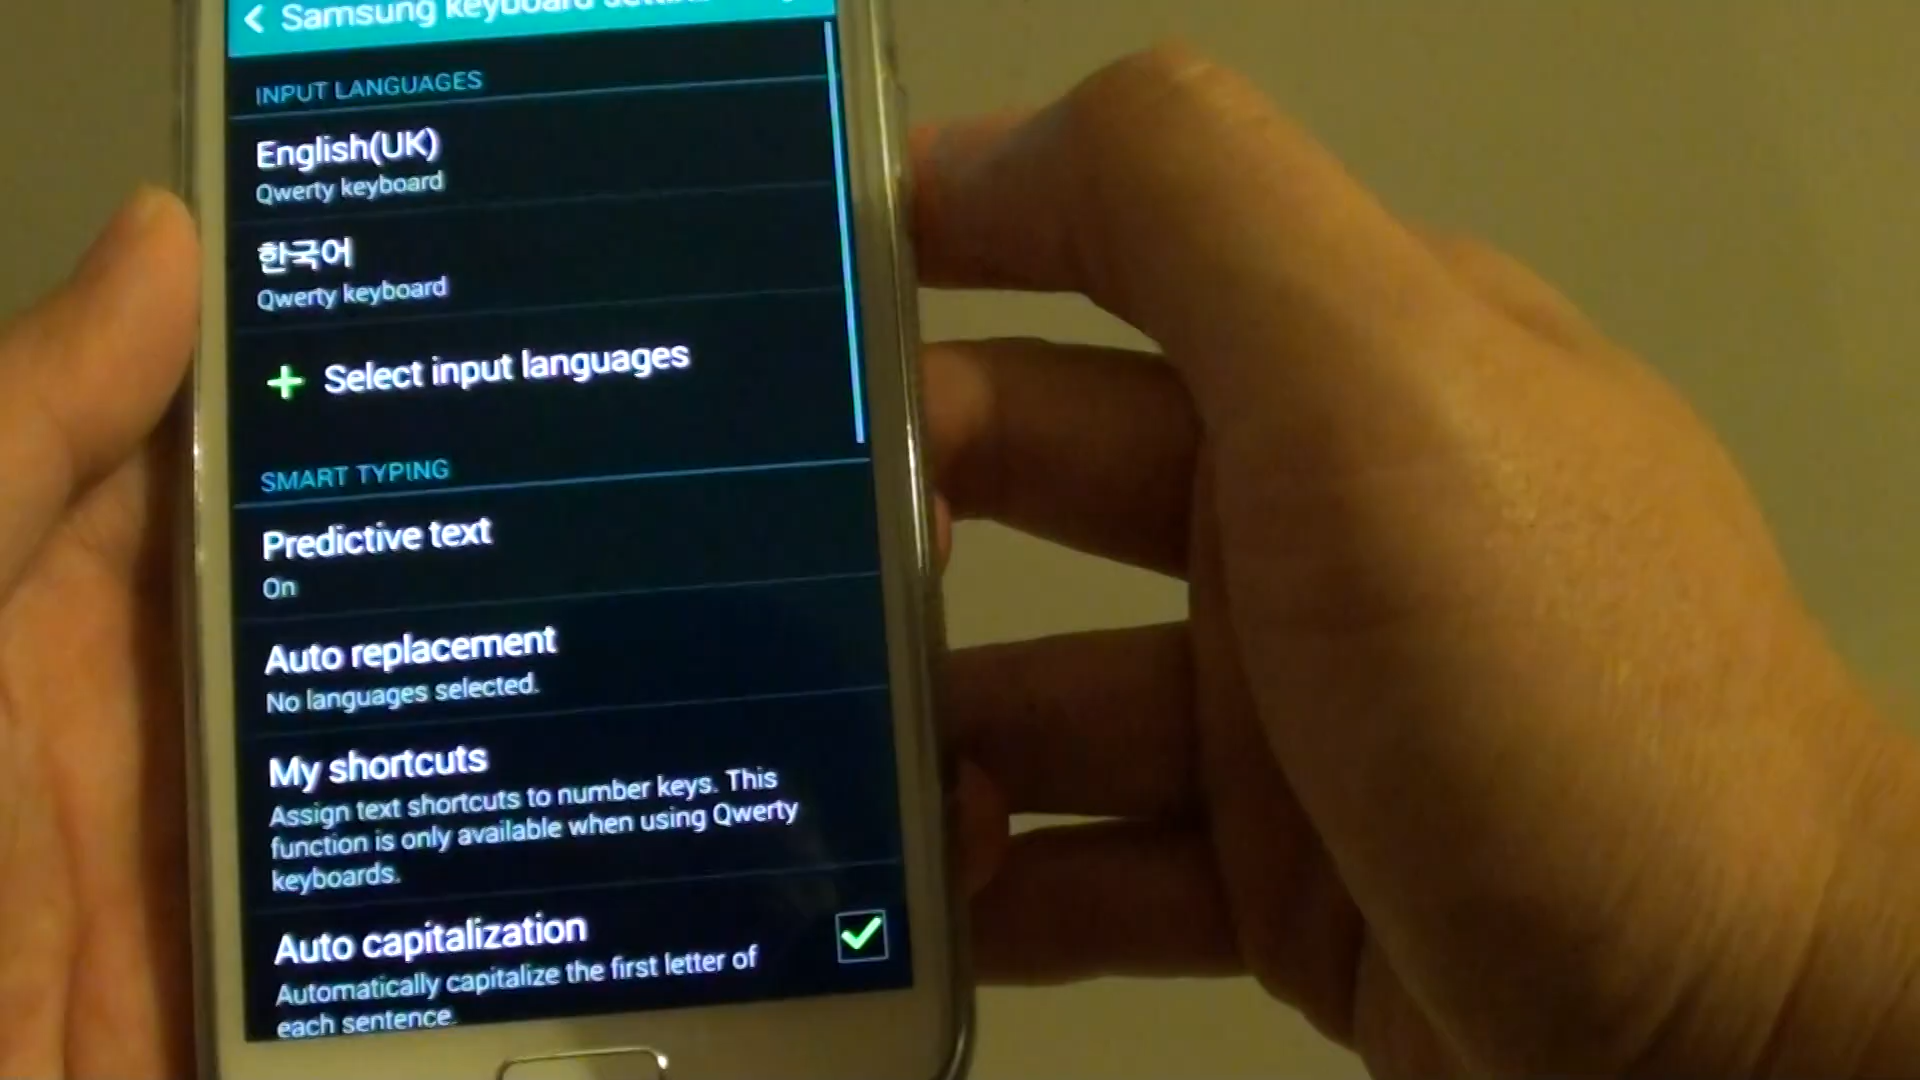 Samsung keyboard
INPUT LANGUAGES
English(UK)
Qwerty keyboard
한국어
Qwerty keyboard
Select input languages
SMART TYPING
Predictive text
On
Auto replacement
No languages selected.
My shortcuts
Assign text shortcuts to number keys. This
function is only available when using Qwerty
keyboards.
Auto capitalization
Automatically capitalize the first letter of
each sentence.